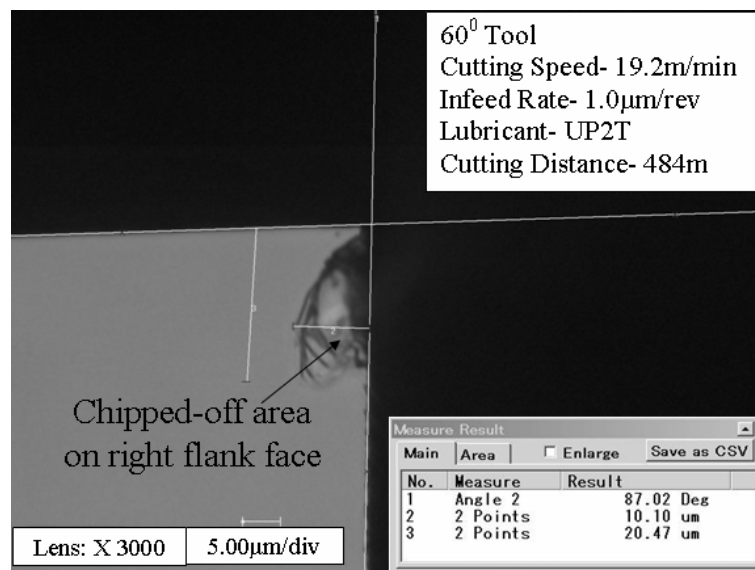 60⁰ Tool
Cutting Speed- 19.2m/min
Infeed Rate- 1.0µm/rev
Lubricant- UP2T
Cutting Distance- 484m
Chipped-off area
on right flank face
Measure Result
Main Area Enlarge Save as CSV
No. Measure Result
1 Angle 2 87.02 Deg
2 2 Points 10.10 um
3 2 Points 20.47 um
Lens: X 3000 5.00µm/div